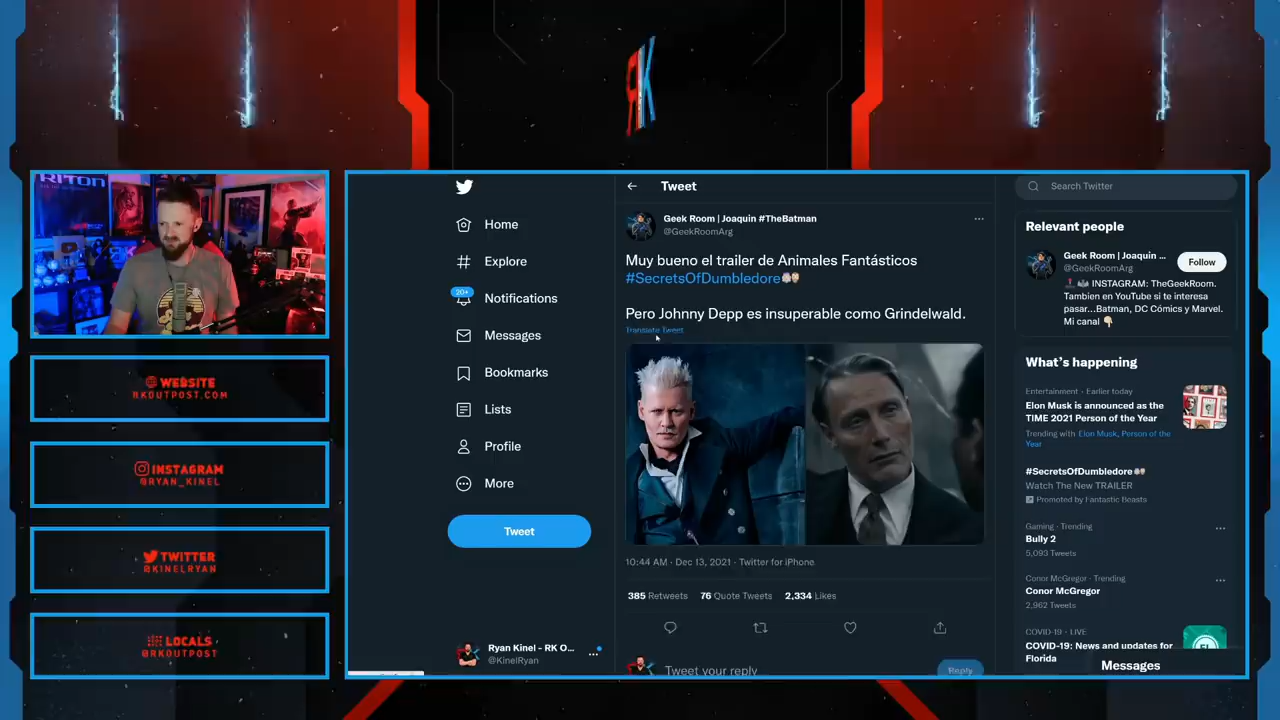 RK
RITON
WEBSITE
RKOUTPOST.COM
INSTAGRAM
@RYAN_KINEL
TWITTER
@KINELRYAN
LOCALS
@RKOUTPOST
Home
Explore
20+
Notifications
Messages
Bookmarks
Lists
Profile
More
Tweet
Ryan Kinel - RK O...
@KinelRyan
Tweet
Geek Room | Joaquin #TheBatman
@GeekRoomArg
Muy bueno el trailer de Animales Fantásticos
#SecretsOfDumbledore
Pero Johnny Depp es insuperable como Grindelwald.
Translate Tweet
10:44 AM · Dec 13, 2021 · Twitter for iPhone
385 Retweets 76 Quote Tweets 2,334 Likes
Tweet your reply
Reply
Search Twitter
Relevant people
Geek Room | Joaquin ...
@GeekRoomArg
Follow
INSTAGRAM: TheGeekRoom.
Tambien en YouTube si te interesa
pasar...Batman, DC Cómics y Marvel.
Mi canal
What's happening
Entertainment · Earlier today
Elon Musk is announced as the
TIME 2021 Person of the Year
Trending with Elon Musk, Person of the
Year
#SecretsOfDumbledore
Watch The New TRAILER
Promoted by Fantastic Beasts
Gaming · Trending
Bully 2
5,093 Tweets
Conor McGregor · Trending
Conor McGregor
2,962 Tweets
COVID-19 · LIVE
COVID-19: News and updates for
Florida
Messages